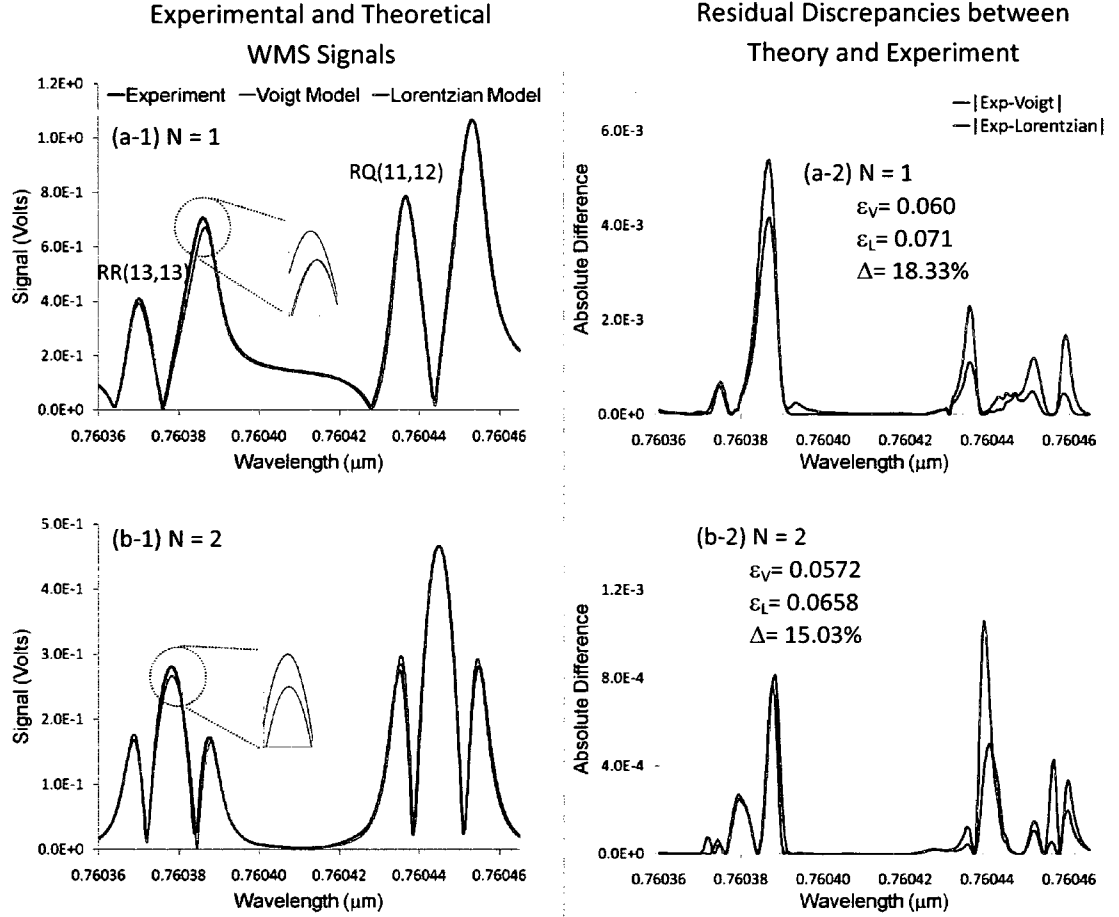 Experimental and Theoretical
WMS Signals
Residual Discrepancies between
Theory and Experiment
Experiment Voigt Model Lorentzian Model
(a-1) N = 1
RR(13,13)
RQ(11,12)
Signal (Volts)
1.2E+0
1.0E+0
8.0E-1
6.0E-1
4.0E-1
2.0E-1
0.0E+0
0.76036 0.76038 0.76040 0.76042 0.76044 0.76046
Wavelength (μm)
|Exp-Voigt|
|Exp-Lorentzian|
(a-2) N = 1
εV= 0.060
εL= 0.071
Δ= 18.33%
Absolute Difference
6.0E-3
4.0E-3
2.0E-3
0.0E+0
0.76036 0.76038 0.76040 0.76042 0.76044 0.76046
Wavelength (μm)
(b-1) N = 2
Signal (Volts)
5.0E-1
4.0E-1
3.0E-1
2.0E-1
1.0E-1
0.0E+0
0.76036 0.76038 0.76040 0.76042 0.76044 0.76046
Wavelength (μm)
(b-2) N = 2
εV= 0.0572
εL= 0.0658
Δ= 15.03%
Absolute Difference
1.2E-3
8.0E-4
4.0E-4
0.0E+0
0.76036 0.76038 0.76040 0.76042 0.76044 0.76046
Wavelength (μm)